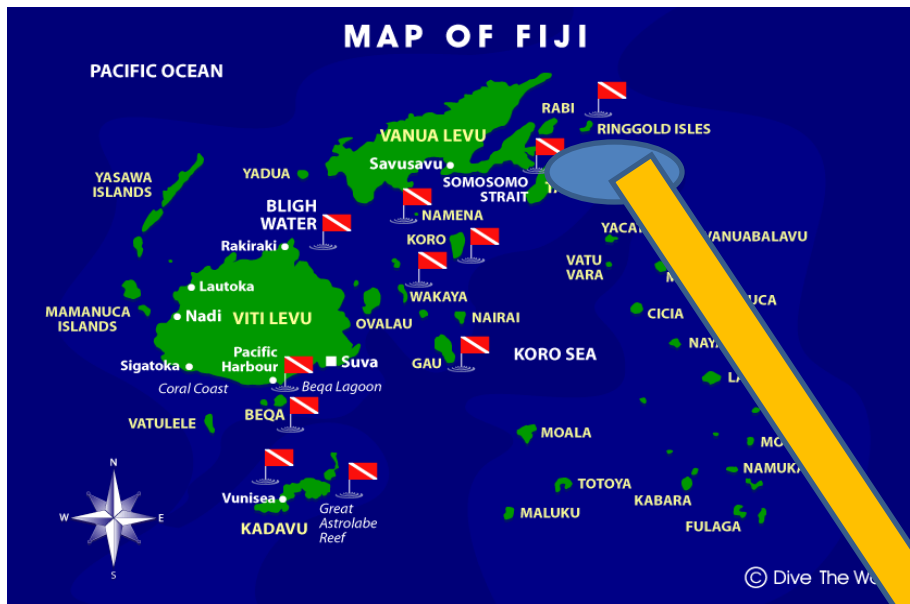 MAP OF FIJI
PACIFIC OCEAN
RABI
RINGGOLD ISLES
VANUA LEVU
Savusavu
YASAWA
ISLANDS
YADUA
SOMOSOMO
STRAIT
BLIGH
WATER
NAMENA
Rakiraki
KORO
VANUABALAVU
VATU
VARA
Lautoka
WAKAYA
MAMANUCA
ISLANDS
Nadi
VITI LEVU
OVALAU
NAIRAI
CICIA
Pacific
Harbour
Suva
GAU
KORO SEA
Sigatoka
Coral Coast
Beqa Lagoon
VATULELE
BEQA
MOALA
N
W
E
S
Vunisea
KADAVU
Great
Astrolabe
Reef
TOTOYA
MALUKU
KABARA
FULAGA
© Dive The